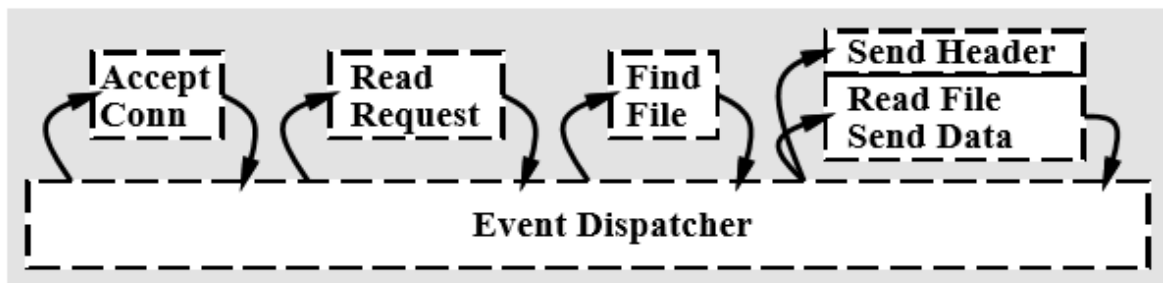 Accept
Conn
Read
Request
Find
File
Send Header
Read File
Send Data
Event Dispatcher